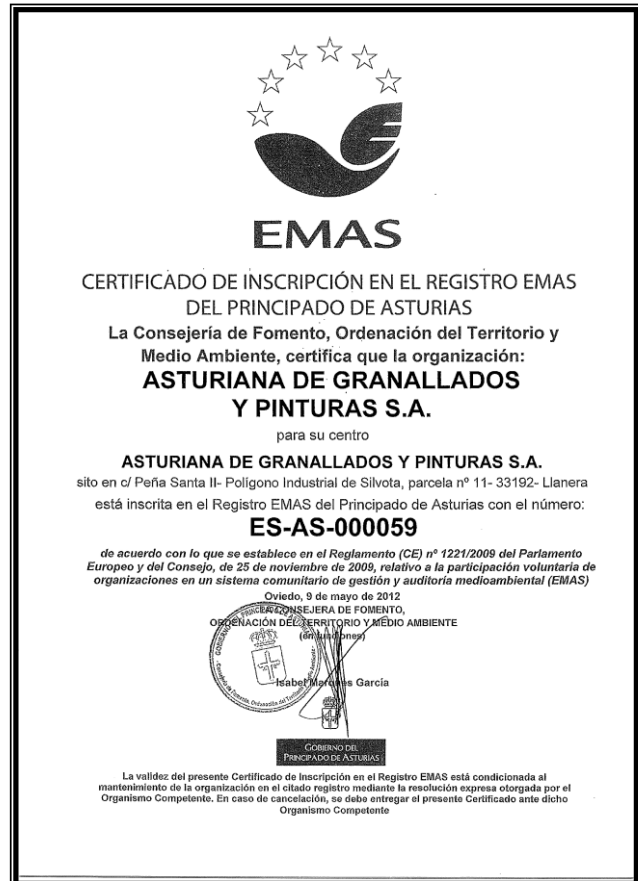 EMAS
CERTIFICADO DE INSCRIPCIÓN EN EL REGISTRO EMAS
DEL PRINCIPADO DE ASTURIAS
La Consejería de Fomento, Ordenación del Territorio y
Medio Ambiente, certifica que la organización:
ASTURIANA DE GRANALLADOS
Y PINTURAS S.A.
para su centro
ASTURIANA DE GRANALLADOS Y PINTURAS S.A.
sito en c/ Peña Santa II- Polígono Industrial de Silvota, parcela nº 11- 33192- Llanera
está inscrita en el Registro EMAS del Principado de Asturias con el número:
ES-AS-000059
de acuerdo con lo que se establece en el Reglamento (CE) nº 1221/2009 del Parlamento
Europeo y del Consejo, de 25 de noviembre de 2009, relativo a la participación voluntaria de
organizaciones en un sistema comunitario de gestión y auditoría medioambiental (EMAS)
Oviedo, 9 de mayo de 2012
LA CONSEJERA DE FOMENTO,
ORDENACIÓN DEL TERRITORIO Y MEDIO AMBIENTE
(en funciones)
Isabel Marqués García
GOBIERNO DEL
PRINCIPADO DE ASTURIAS
La validez del presente Certificado de Inscripción en el Registro EMAS está condicionada al
mantenimiento de la organización en el citado registro mediante la resolución expresa otorgada por el
Organismo Competente. En caso de cancelación, se debe entregar el presente Certificado ante dicho
Organismo Competente